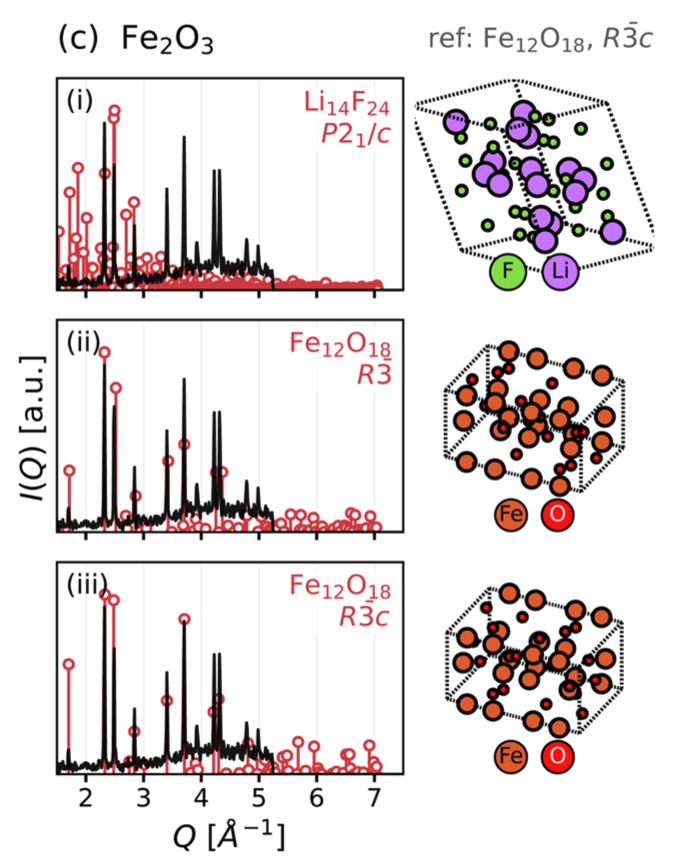 (c) Fe₂O₃
ref: Fe₁₂O₁₈, R3̄c
(i)
Li₁₄F₂₄
P2₁/c
F Li
(ii)
Fe₁₂O₁₈
R3̄
Fe O
I(Q) [a.u.]
(iii)
Fe₁₂O₁₈
R3̄c
Fe O
2 3 4 5 6 7
Q [Å⁻¹]